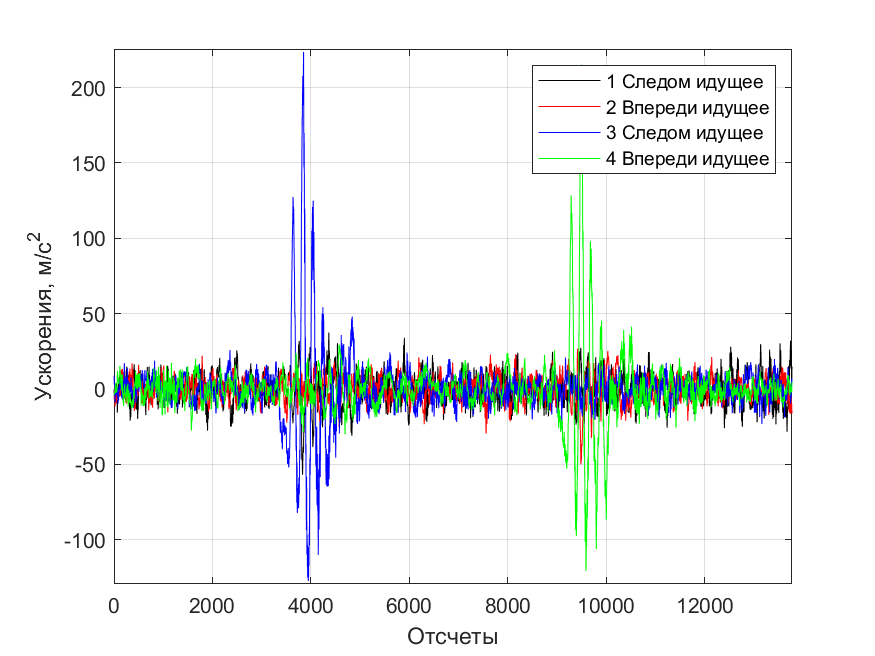 200
150
100
50
0
-50
-100
Ускорения, м/с²
1 Следом идущее
2 Впереди идущее
3 Следом идущее
4 Впереди идущее
0 2000 4000 6000 8000 10000 12000
Отсчеты